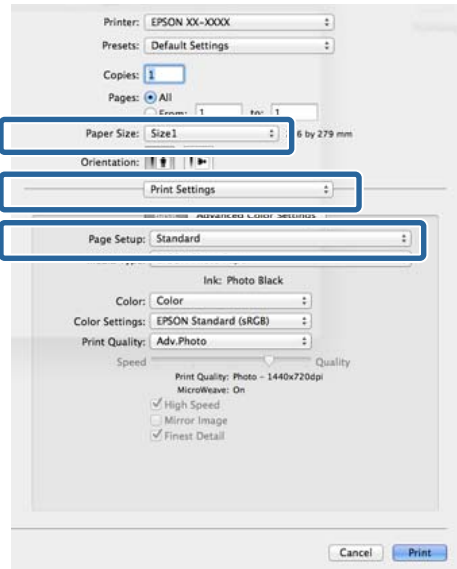 Printer: EPSON XX-XXXX
Presets: Default Settings
Copies: 1
Pages: All
From: 1 to: 1
Paper Size: Size1 6 by 279 mm
Orientation:
Print Settings
Advanced Color Settings
Page Setup: Standard
Ink: Photo Black
Color: Color
Color Settings: EPSON Standard (sRGB)
Print Quality: Adv.Photo
Speed Quality
Print Quality: Photo - 1440x720dpi
MicroWeave: On
High Speed
Mirror Image
Finest Detail
Cancel Print